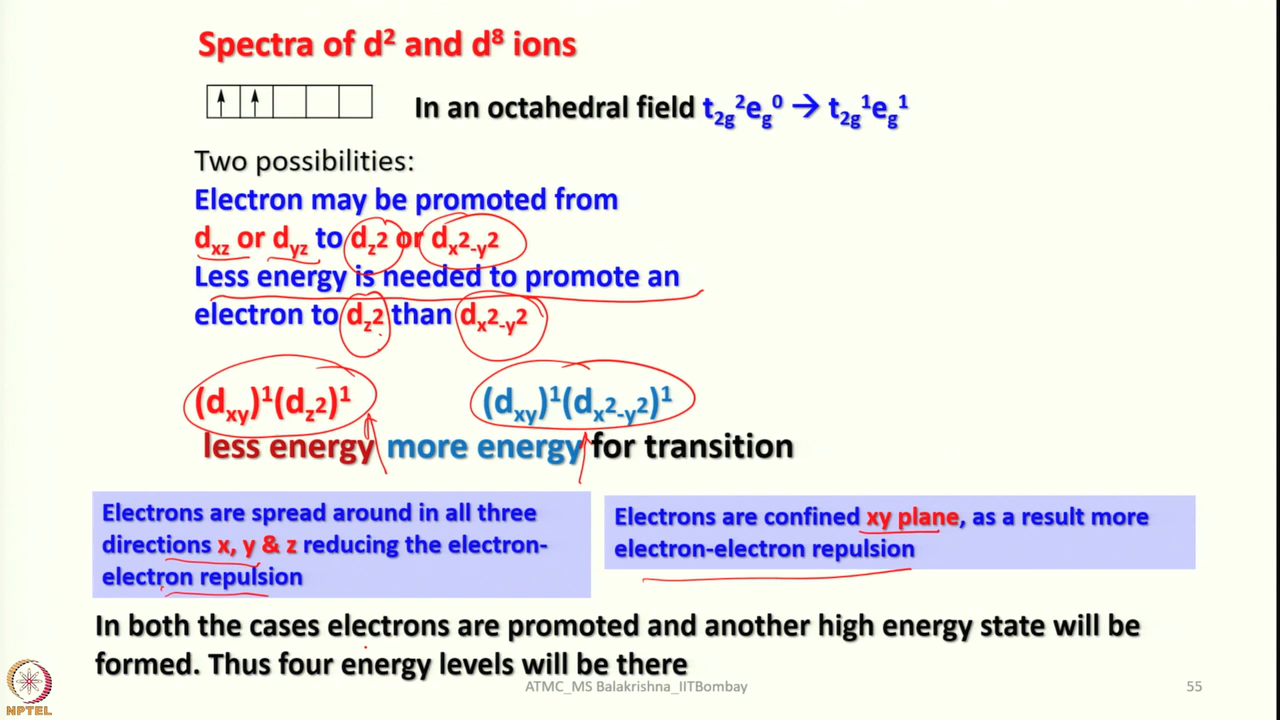 Spectra of d² and d⁸ ions
In an octahedral field t₂g²eg⁰ → t₂g¹eg¹
Two possibilities:
Electron may be promoted from
dxz or dyz to dz² or dx²-y²
Less energy is needed to promote an
electron to dz² than dx²-y²
(dxy)¹(dz²)¹ (dxy)¹(dx²-y²)¹
less energy more energy for transition
Electrons are spread around in all three
directions x, y & z reducing the electron-
electron repulsion
Electrons are confined xy plane, as a result more
electron-electron repulsion
In both the cases electrons are promoted and another high energy state will be
formed. Thus four energy levels will be there
ATMC_MS Balakrishna_IITBombay
55
NPTEL